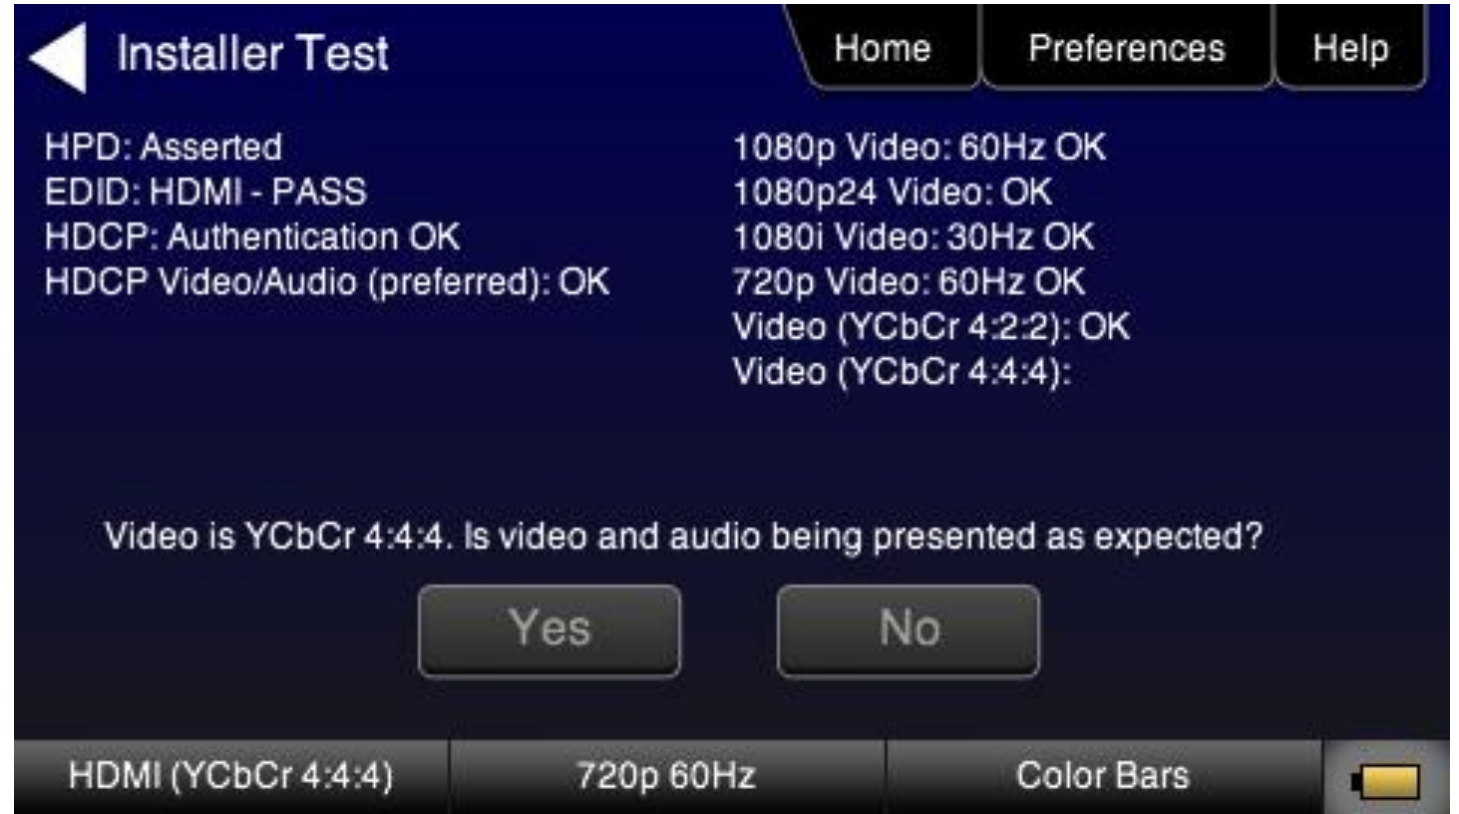 Installer Test
Home
Preferences
Help
HPD: Asserted
EDID: HDMI - PASS
HDCP: Authentication OK
HDCP Video/Audio (preferred): OK
1080p Video: 60Hz OK
1080p24 Video: OK
1080i Video: 30Hz OK
720p Video: 60Hz OK
Video (YCbCr 4:2:2): OK
Video (YCbCr 4:4:4):
Video is YCbCr 4:4:4. Is video and audio being presented as expected?
Yes
No
HDMI (YCbCr 4:4:4)
720p 60Hz
Color Bars